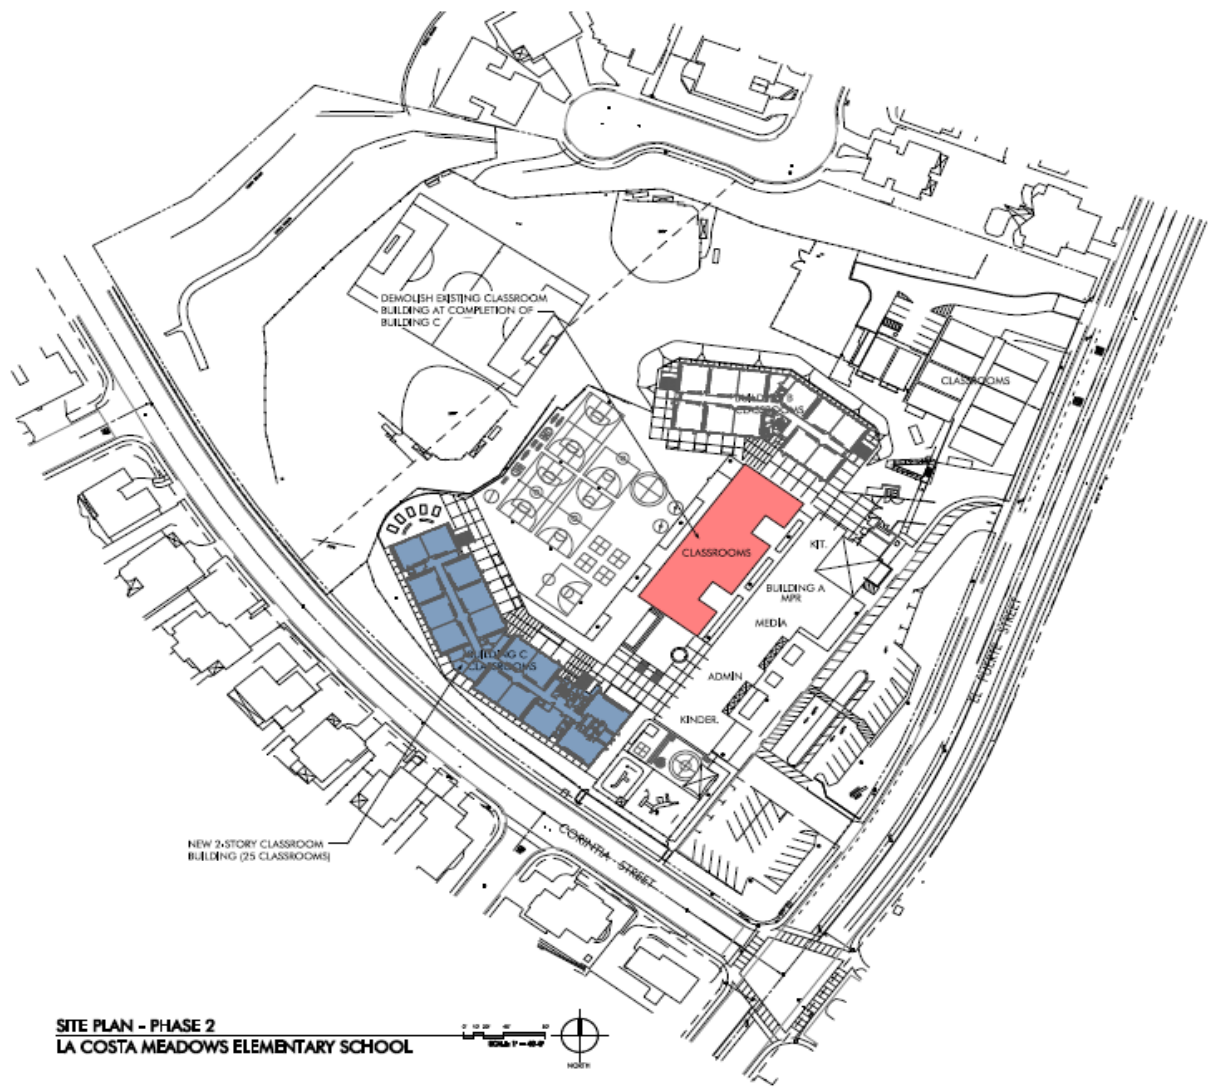 DEMOLISH EXISTING CLASSROOM
BUILDING AT COMPLETION OF
BUILDING C
CLASSROOMS
BUILDING B
CLASSROOMS
CLASSROOMS
KIT.
BUILDING A
MPR
MEDIA
ADMIN
KINDER.
BUILDING C
CLASSROOMS
EL FUERTE STREET
CORINTIA STREET
NEW 2-STORY CLASSROOM
BUILDING (25 CLASSROOMS)
SITE PLAN - PHASE 2
LA COSTA MEADOWS ELEMENTARY SCHOOL
NORTH